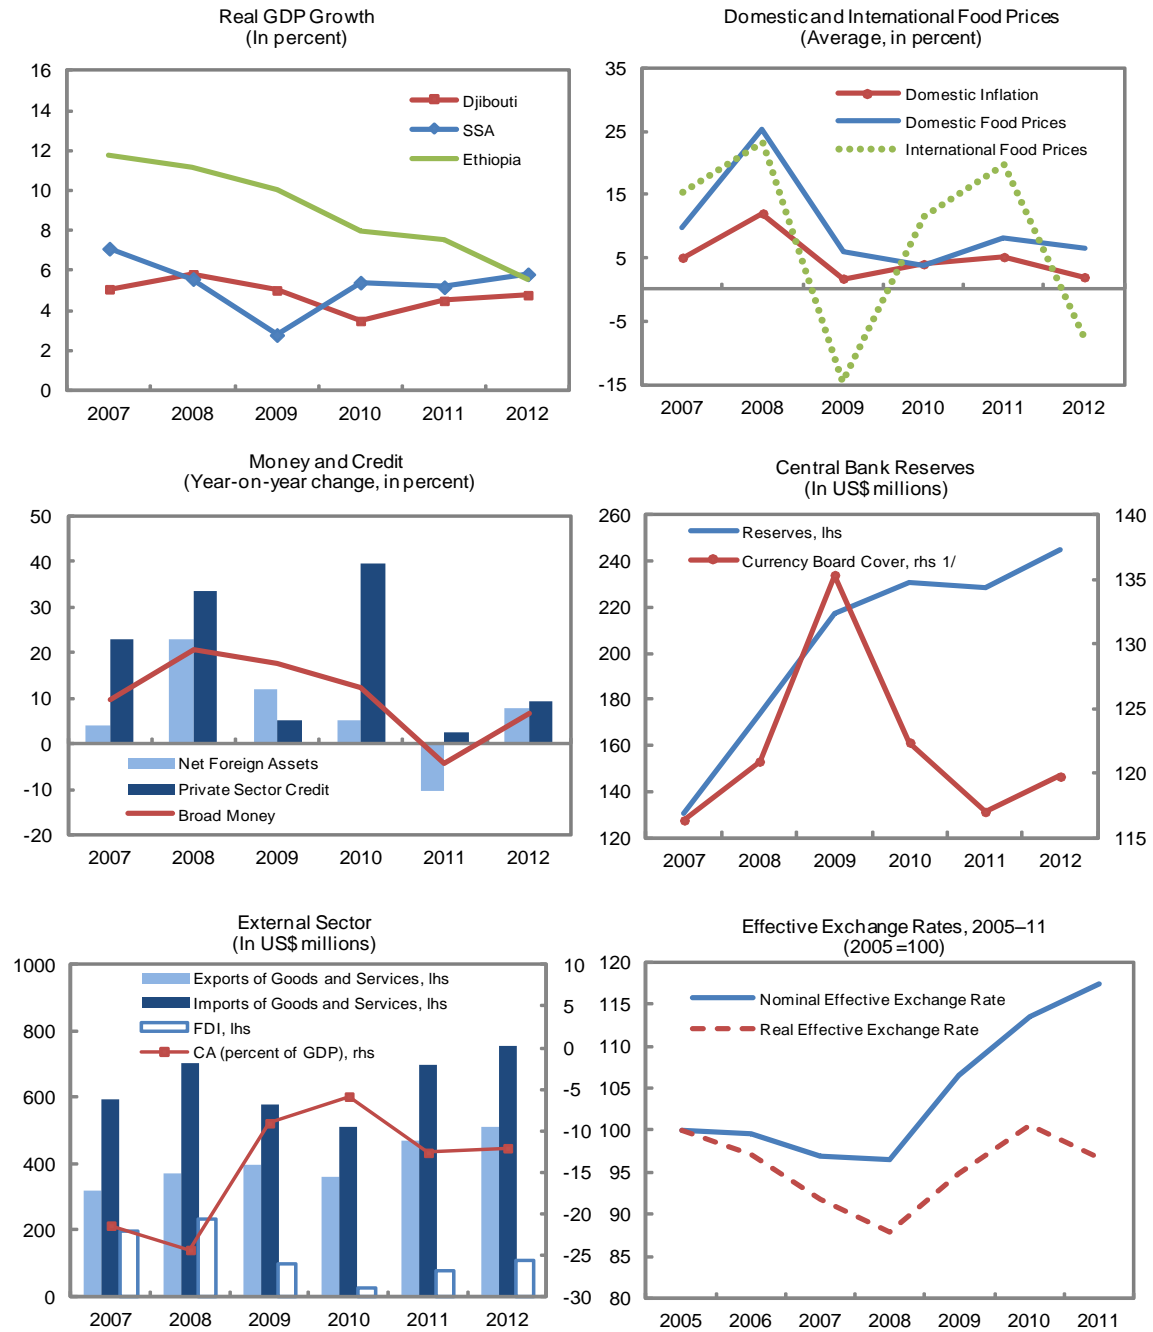 Real GDP Growth
(In percent)
16
14
12
10
8
6
4
2
0
Djibouti
SSA
Ethiopia
2007 2008 2009 2010 2011 2012
Domestic and International Food Prices
(Average, in percent)
35
25
15
5
-5
-15
Domestic Inflation
Domestic Food Prices
International Food Prices
2007 2008 2009 2010 2011 2012
Money and Credit
(Year-on-year change, in percent)
50
40
30
20
10
0
-10
-20
Net Foreign Assets
Private Sector Credit
Broad Money
2007 2008 2009 2010 2011 2012
Central Bank Reserves
(In US$ millions)
260
240
220
200
180
160
140
120
Reserves, lhs
Currency Board Cover, rhs 1/
140
135
130
125
120
115
2007 2008 2009 2010 2011 2012
External Sector
(In US$ millions)
1000
800
600
400
200
0
Exports of Goods and Services, lhs
Imports of Goods and Services, lhs
FDI, lhs
CA (percent of GDP), rhs
10
5
0
-5
-10
-15
-20
-25
-30
2007 2008 2009 2010 2011 2012
Effective Exchange Rates, 2005–11
(2005=100)
120
115
110
105
100
95
90
85
80
Nominal Effective Exchange Rate
Real Effective Exchange Rate
2005 2006 2007 2008 2009 2010 2011